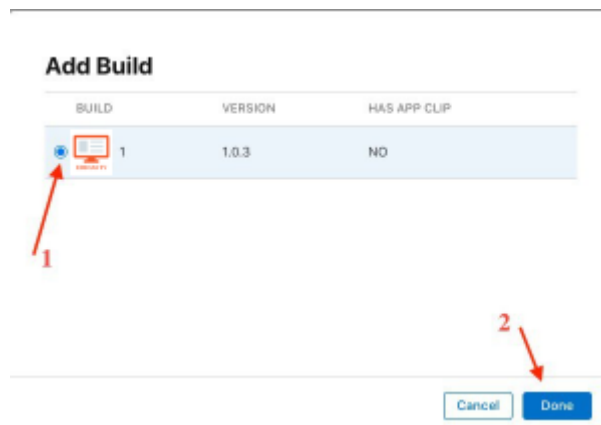 Add Build
BUILD VERSION HAS APP CLIP
1 1.0.3 NO
1
2
Cancel Done